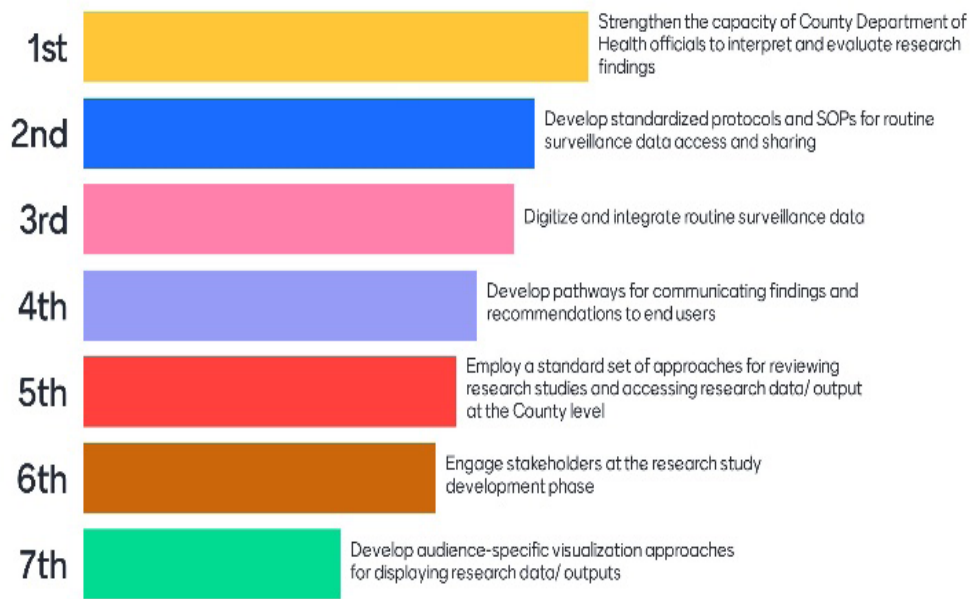 1st
Strengthen the capacity of County Department of
Health officials to interpret and evaluate research
findings
2nd
Develop standardized protocols and SOPs for routine
surveillance data access and sharing
3rd
Digitize and integrate routine surveillance data
4th
Develop pathways for communicating findings and
recommendations to end users
5th
Employ a standard set of approaches for reviewing
research studies and accessing research data/ output
at the County level
6th
Engage stakeholders at the research study
development phase
7th
Develop audience-specific visualization approaches
for displaying research data/ outputs